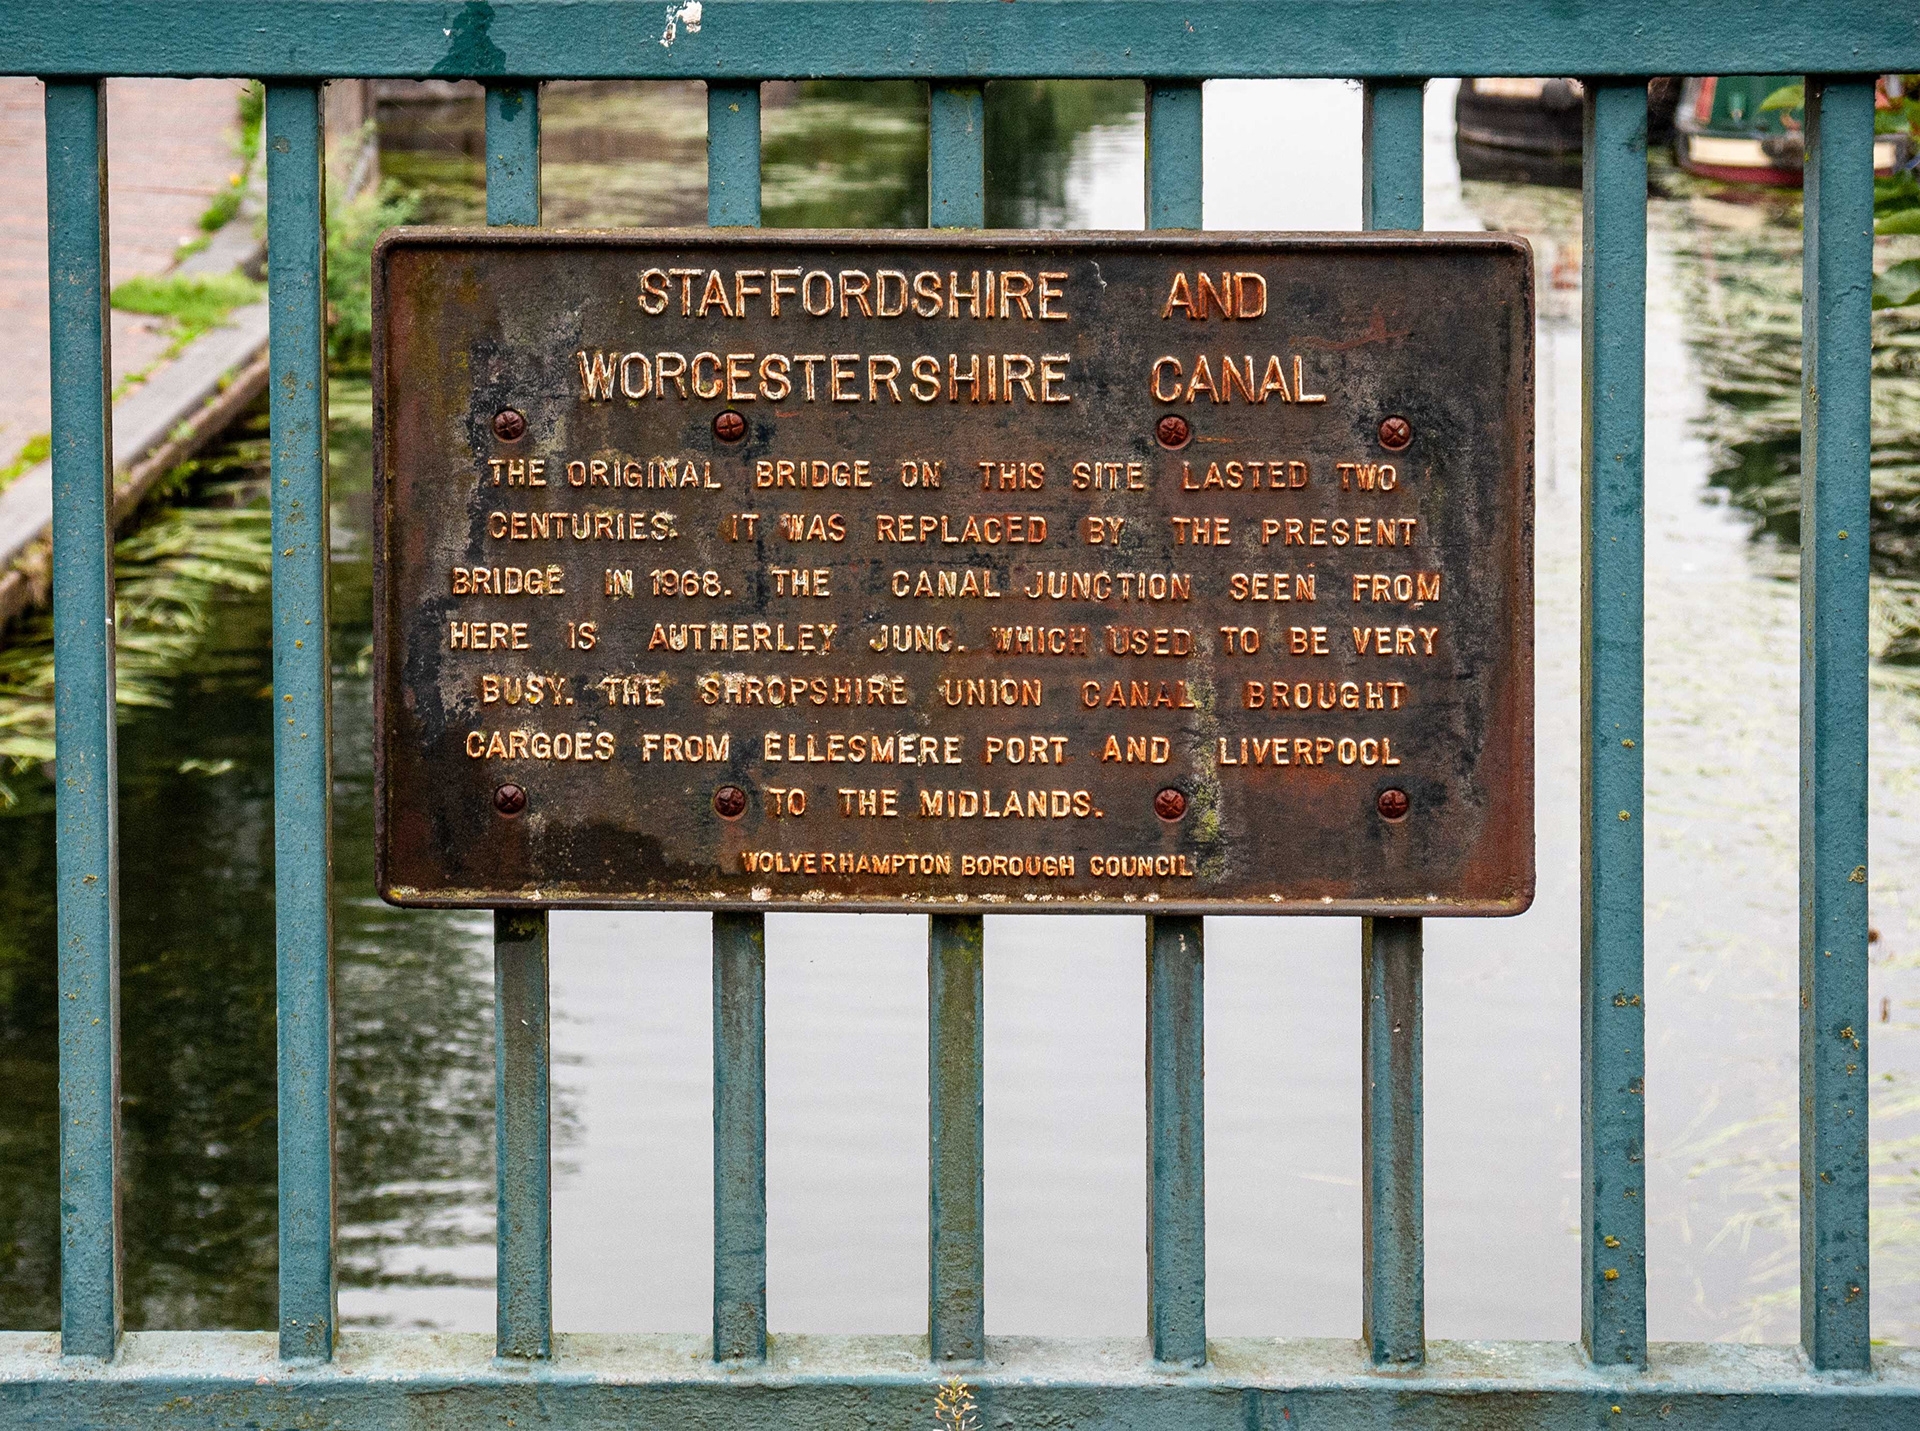 STAFFORDSHIRE AND
WORCESTERSHIRE CANAL
THE ORIGINAL BRIDGE ON THIS SITE LASTED TWO
CENTURIES. IT WAS REPLACED BY THE PRESENT
BRIDGE IN 1968. THE CANAL JUNCTION SEEN FROM
HERE IS AUTHERLEY JUNC. WHICH USED TO BE VERY
BUSY. THE SHROPSHIRE UNION CANAL BROUGHT
CARGOES FROM ELLESMERE PORT AND LIVERPOOL
TO THE MIDLANDS.
WOLVERHAMPTON BOROUGH COUNCIL